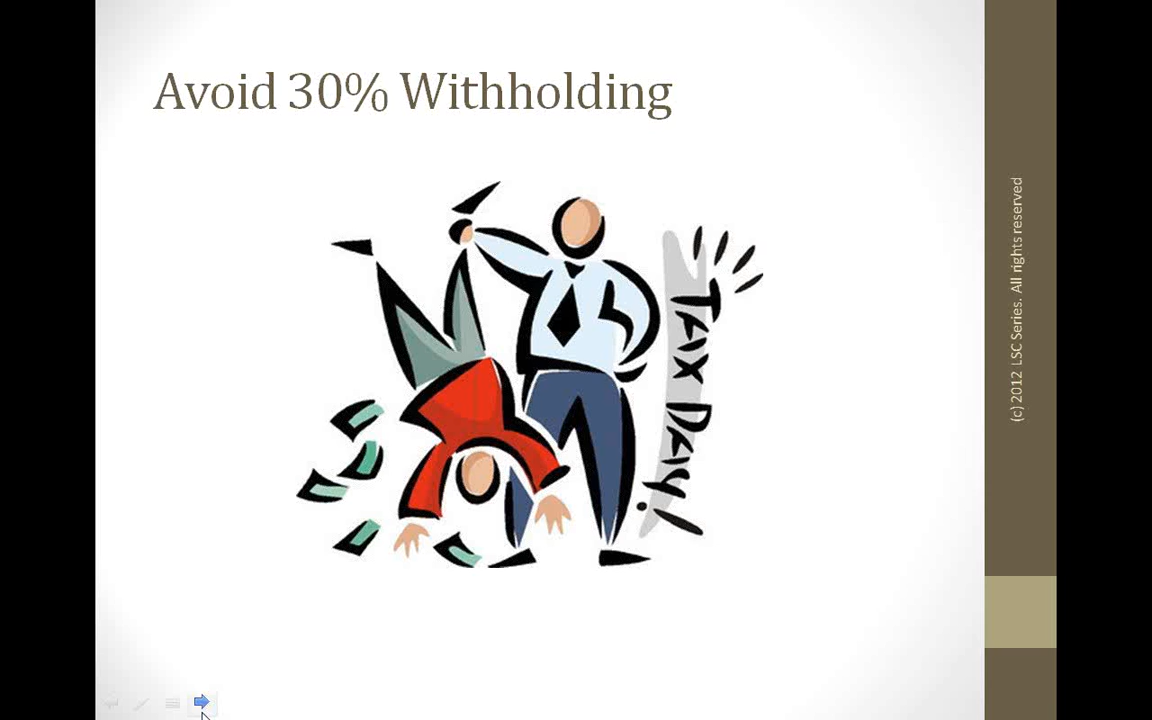 Avoid 30% Withholding
TAX DAY!
(c) 2012 LSC Series. All rights reserved